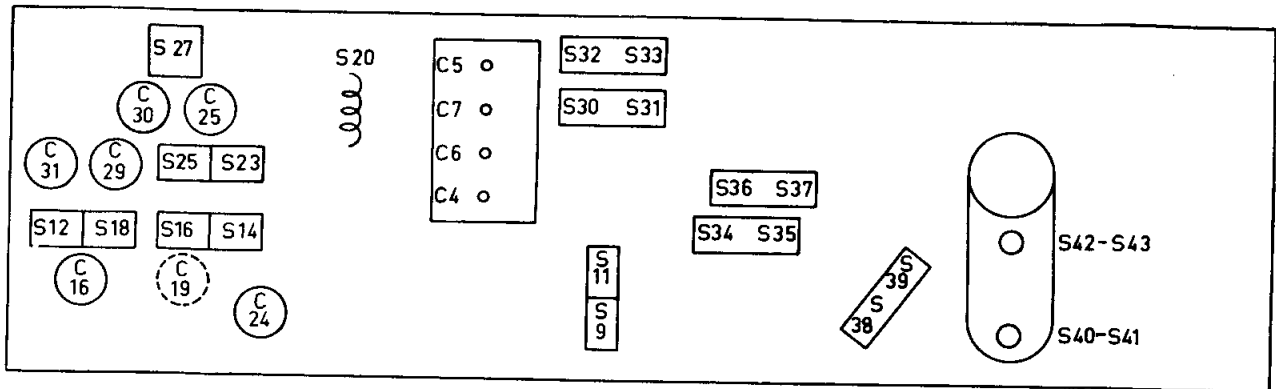 S 27
S20
C5
S32 S33
C
30
C
25
C7
S30 S31
C
31
C
29
S25 S23
C6
C4
S36 S37
S12 S18
S16 S14
S34 S35
S42-S43
C
16
C
19
C
24
S
11
S
9
S
39
S
38
S40-S41